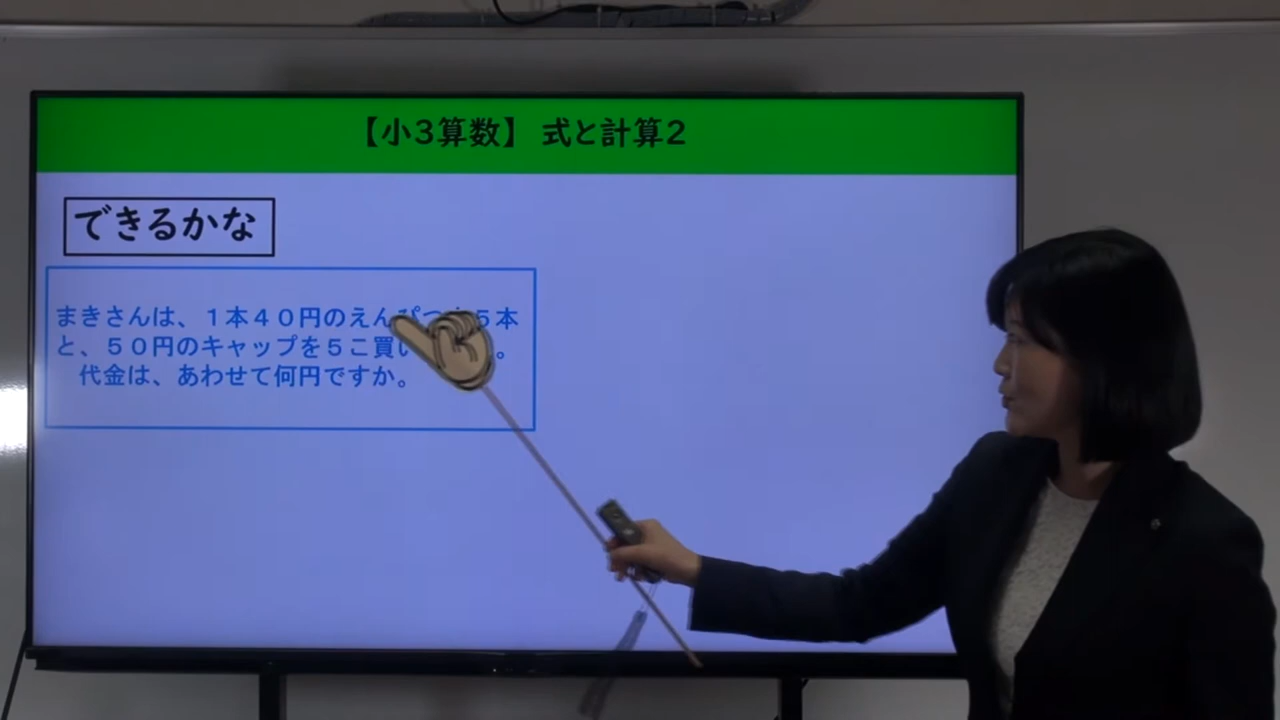 【小3算数】 式と計算2
できるかな
まきさんは、1本40円のえんぴつ 5本
と、50円のキャップを5こ買い 。
代金は、あわせて何円ですか。